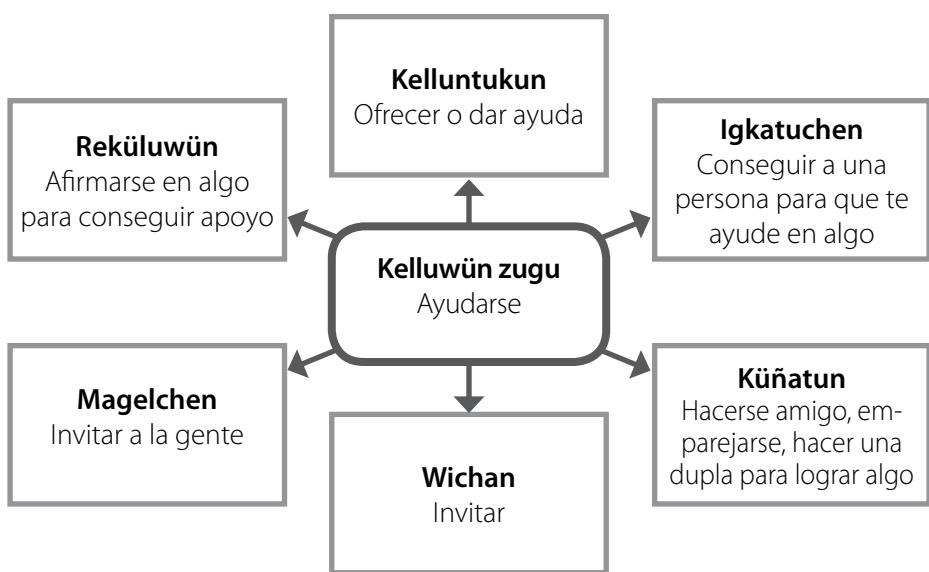 Kelluntukun
Ofrecer o dar ayuda
Reküluwün
Afirmarse en algo
para conseguir apoyo
Igkatuchen
Conseguir a una
persona para que te
ayude en algo
Kelluwün zugu
Ayudarse
Magelchen
Invitar a la gente
Wichan
Invitar
Küñatun
Hacerse amigo, em-
parejarse, hacer una
dupla para lograr algo